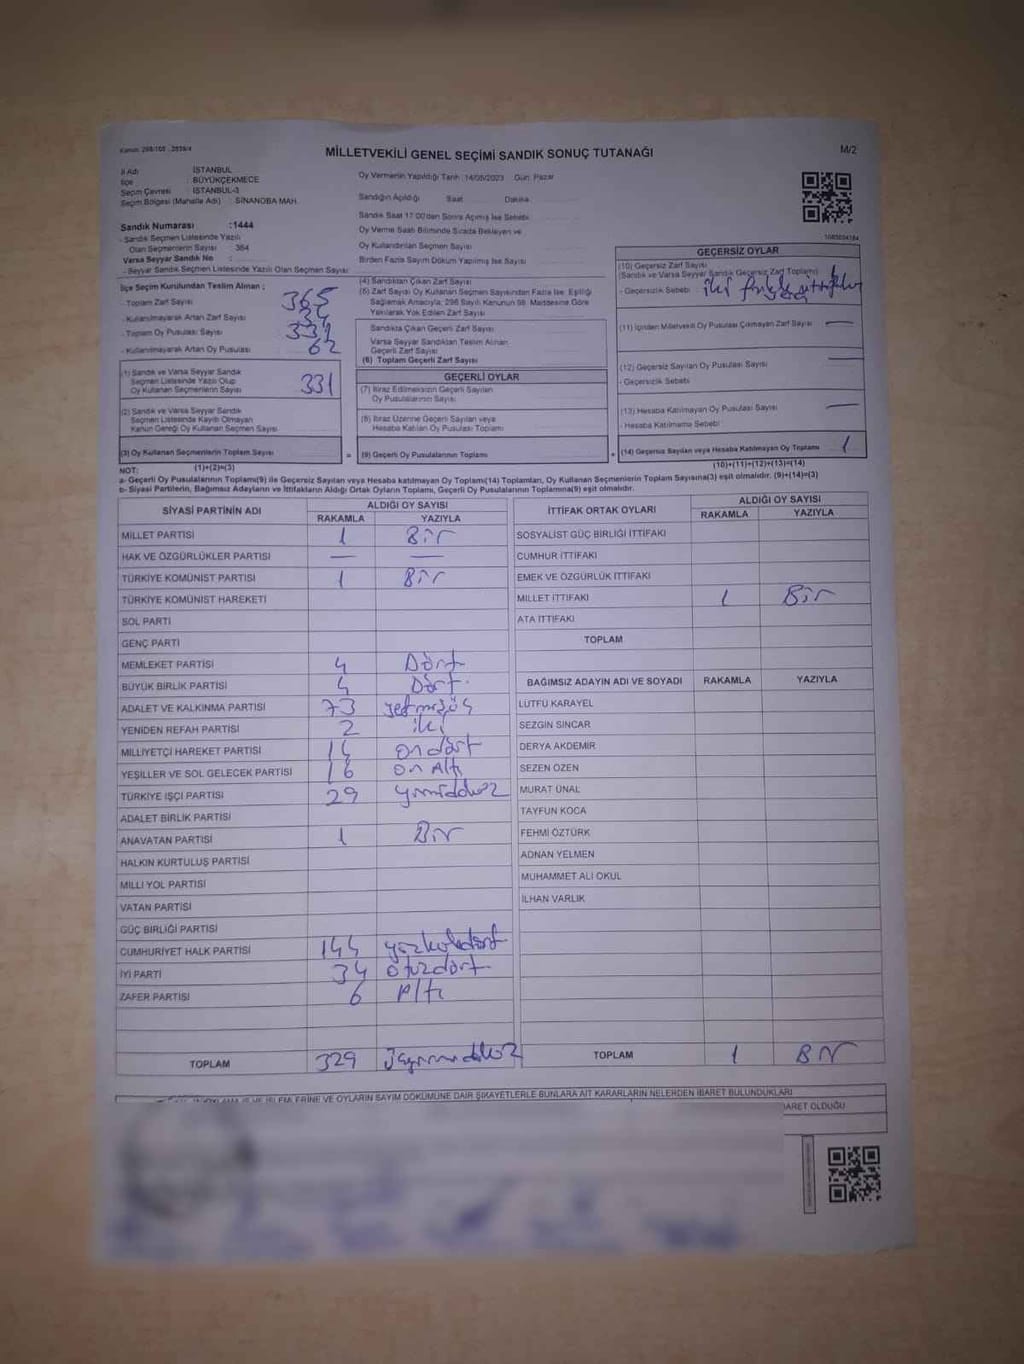 Kanun: 298/105 - 2839/4
MİLLETVEKİLİ GENEL SEÇİMİ SANDIK SONUÇ TUTANAĞI
M/2
İl Adı : İSTANBUL
İlçe : BÜYÜKÇEKMECE
Seçim Çevresi : İSTANBUL-3
Seçim Bölgesi (Mahalle Adı) : SİNANOBA MAH.
Sandık Numarası :1444
- Sandık Seçmen Listesinde Yazılı
Olan Seçmenlerin Sayısı : 364
Varsa Seyyar Sandık No :
- Seyyar Sandık Seçmen Listesinde Yazılı Olan Seçmen Sayısı :
Oy Vermenin Yapıldığı Tarih :14/05/2023 Gün: Pazar
Sandığın Açıldığı Saat Dakika
Sandık Saat 17:00'den Sonra Açılmış İse Sebebi
Oy Verme Saati Bitiminde Sırada Bekleyen ve
Oy Kullandırılan Seçmen Sayısı
Birden Fazla Sayım Döküm Yapılmış İse Sayısı
İlçe Seçim Kurulundan Teslim Alınan ;
- Toplam Zarf Sayısı 365
- Kullanılmayarak Artan Zarf Sayısı 34
- Toplam Oy Pusulası Sayısı
- Kullanılmayarak Artan Oy Pusulası 62
(1) Sandık ve Varsa Seyyar Sandık
Seçmen Listesinde Yazılı Olup
Oy Kullanan Seçmenlerin Sayısı 331
(2) Sandık ve Varsa Seyyar Sandık
Seçmen Listesinde Kayıtlı Olmayan
Kanun Gereği Oy Kullanan Seçmen Sayısı
(3) Oy Kullanan Seçmenlerin Toplam Sayısı
(4) Sandıktan Çıkan Zarf Sayısı
(5) Zarf Sayısı Oy Kullanan Seçmen Sayısından Fazla İse, Eşitliği
Sağlamak Amacıyla, 298 Sayılı Kanunun 98. Maddesine Göre
Yakılarak Yok Edilen Zarf Sayısı
Sandıkta Çıkan Geçerli Zarf Sayısı
Varsa Seyyar Sandıktan Teslim Alınan
Geçerli Zarf Sayısı
(6) Toplam Geçerli Zarf Sayısı
GEÇERLİ OYLAR
(7) İtiraz Edilmeksizin Geçerli Sayılan
Oy Pusulalarının Sayısı
(8) İtiraz Üzerine Geçerli Sayılan veya
Hesaba Katılan Oy Pusulası Toplamı
= (9) Geçerli Oy Pusulalarının Toplamı +
GEÇERSİZ OYLAR
(10) Geçersiz Zarf Sayısı
(Sandık ve Varsa Seyyar Sandık Geçersiz Zarf Toplamı) 1
- Geçersizlik Sebebi : iki farklı ittifaka
(11) İçinden Milletvekili Oy Pusulası Çıkmayan Zarf Sayısı —
(12) Geçersiz Sayılan Oy Pusulası Sayısı —
- Geçersizlik Sebebi
(13) Hesaba Katılmayan Oy Pusulası Sayısı —
- Hesaba Katılmama Sebebi
(14) Geçersiz Sayılan veya Hesaba Katılmayan Oy Toplamı 1
NOT: (1)+(2)=(3) (10)+(11)+(12)+(13)=(14)
a- Geçerli Oy Pusulalarının Toplamı(9) ile Geçersiz Sayılan veya Hesaba katılmayan Oy Toplamı(14) Toplamları, Oy Kullanan Seçmenlerin Toplam Sayısına(3) eşit olmalıdır. (9)+(14)=(3)
b- Siyasi Partilerin, Bağımsız Adayların ve İttifakların Aldığı Ortak Oyların Toplamı, Geçerli Oy Pusulalarının Toplamına(9) eşit olmalıdır.
SİYASİ PARTİNİN ADI ALDIĞI OY SAYISI
RAKAMLA YAZIYLA
MİLLET PARTİSİ 1 Bir
HAK VE ÖZGÜRLÜKLER PARTİSİ — —
TÜRKİYE KOMÜNİST PARTİSİ 1 Bir
TÜRKİYE KOMÜNİST HAREKETİ
SOL PARTİ
GENÇ PARTİ
MEMLEKET PARTİSİ 4 Dört
BÜYÜK BİRLİK PARTİSİ 4 Dört
ADALET VE KALKINMA PARTİSİ 73 yetmişüç
YENİDEN REFAH PARTİSİ 2 iki
MİLLİYETÇİ HAREKET PARTİSİ 14 ondört
YEŞİLLER VE SOL GELECEK PARTİSİ 16 on Altı
TÜRKİYE İŞÇİ PARTİSİ 29
ADALET BİRLİK PARTİSİ
ANAVATAN PARTİSİ 1 Bir
HALKIN KURTULUŞ PARTİSİ
MİLLİ YOL PARTİSİ
VATAN PARTİSİ
GÜÇ BİRLİĞİ PARTİSİ
CUMHURİYET HALK PARTİSİ 144 yüzkırkdört
İYİ PARTİ 34 otuzdört
ZAFER PARTİSİ 6 Altı
TOPLAM 329
İTTİFAK ORTAK OYLARI ALDIĞI OY SAYISI
RAKAMLA YAZIYLA
SOSYALİST GÜÇ BİRLİĞİ İTTİFAKI
CUMHUR İTTİFAKI
EMEK VE ÖZGÜRLÜK İTTİFAKI
MİLLET İTTİFAKI 1 Bir
ATA İTTİFAKI
TOPLAM
BAĞIMSIZ ADAYIN ADI VE SOYADI RAKAMLA YAZIYLA
LÜTFÜ KARAYEL
SEZGİN SINCAR
DERYA AKDEMİR
SEZEN ÖZEN
MURAT ÜNAL
TAYFUN KOCA
FEHMİ ÖZTÜRK
ADNAN YELMEN
MUHAMMET ALİ OKUL
İLHAN VARLIK
TOPLAM 1 Bir
VE OYLARIN SAYIM DÖKÜMÜNE DAİR ŞİKAYETLERLE BUNLARA AİT KARARLARIN NELERDEN İBARET BULUNDUKLARI
İBARET OLDUĞU